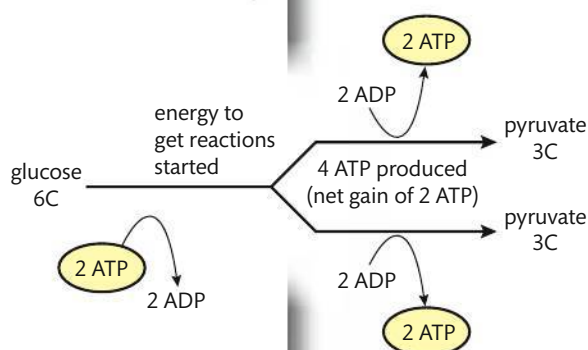 glucose
6C
energy to
get reactions
started
2 ATP
2 ADP
2 ATP
2 ADP
4 ATP produced
(net gain of 2 ATP)
pyruvate
3C
pyruvate
3C
2 ADP
2 ATP